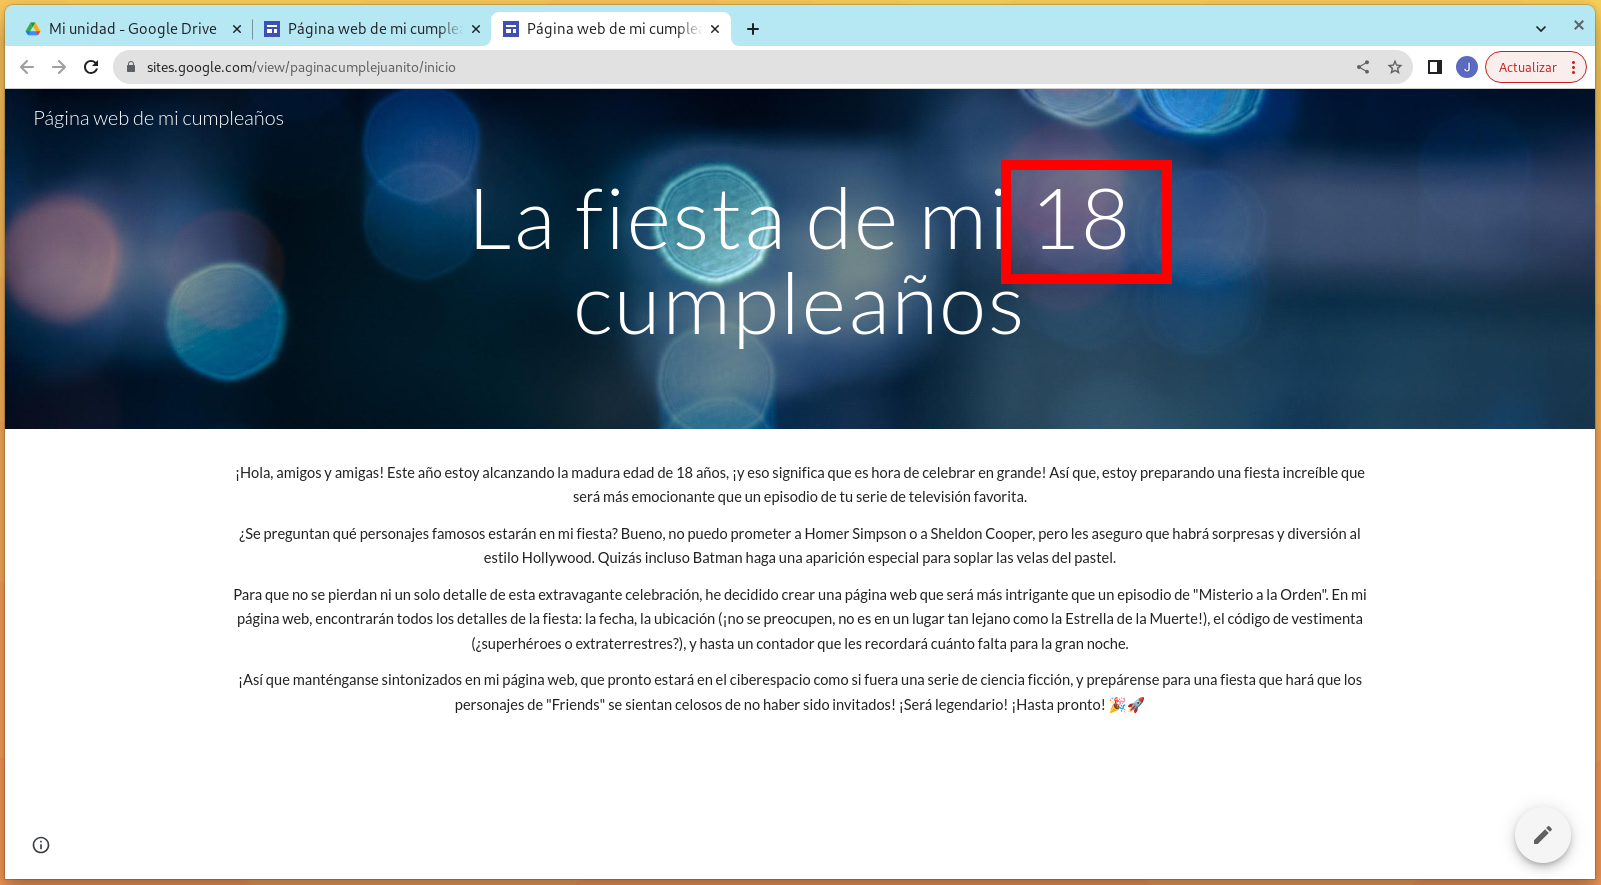 Mi unidad - Google Drive
Página web de mi cumple
Página web de mi cumple
sites.google.com/view/paginacumplejuanito/inicio
J
Actualizar
Página web de mi cumpleaños
La fiesta de mi 18
cumpleaños
¡Hola, amigos y amigas! Este año estoy alcanzando la madura edad de 18 años, ¡y eso significa que es hora de celebrar en grande! Así que, estoy preparando una fiesta increíble que
será más emocionante que un episodio de tu serie de televisión favorita.
¿Se preguntan qué personajes famosos estarán en mi fiesta? Bueno, no puedo prometer a Homer Simpson o a Sheldon Cooper, pero les aseguro que habrá sorpresas y diversión al
estilo Hollywood. Quizás incluso Batman haga una aparición especial para soplar las velas del pastel.
Para que no se pierdan ni un solo detalle de esta extravagante celebración, he decidido crear una página web que será más intrigante que un episodio de "Misterio a la Orden". En mi
página web, encontrarán todos los detalles de la fiesta: la fecha, la ubicación (¡no se preocupen, no es en un lugar tan lejano como la Estrella de la Muerte!), el código de vestimenta
(¿superhéroes o extraterrestres?), y hasta un contador que les recordará cuánto falta para la gran noche.
¡Así que manténganse sintonizados en mi página web, que pronto estará en el ciberespacio como si fuera una serie de ciencia ficción, y prepárense para una fiesta que hará que los
personajes de "Friends" se sientan celosos de no haber sido invitados! ¡Será legendario! ¡Hasta pronto! 🎉🚀